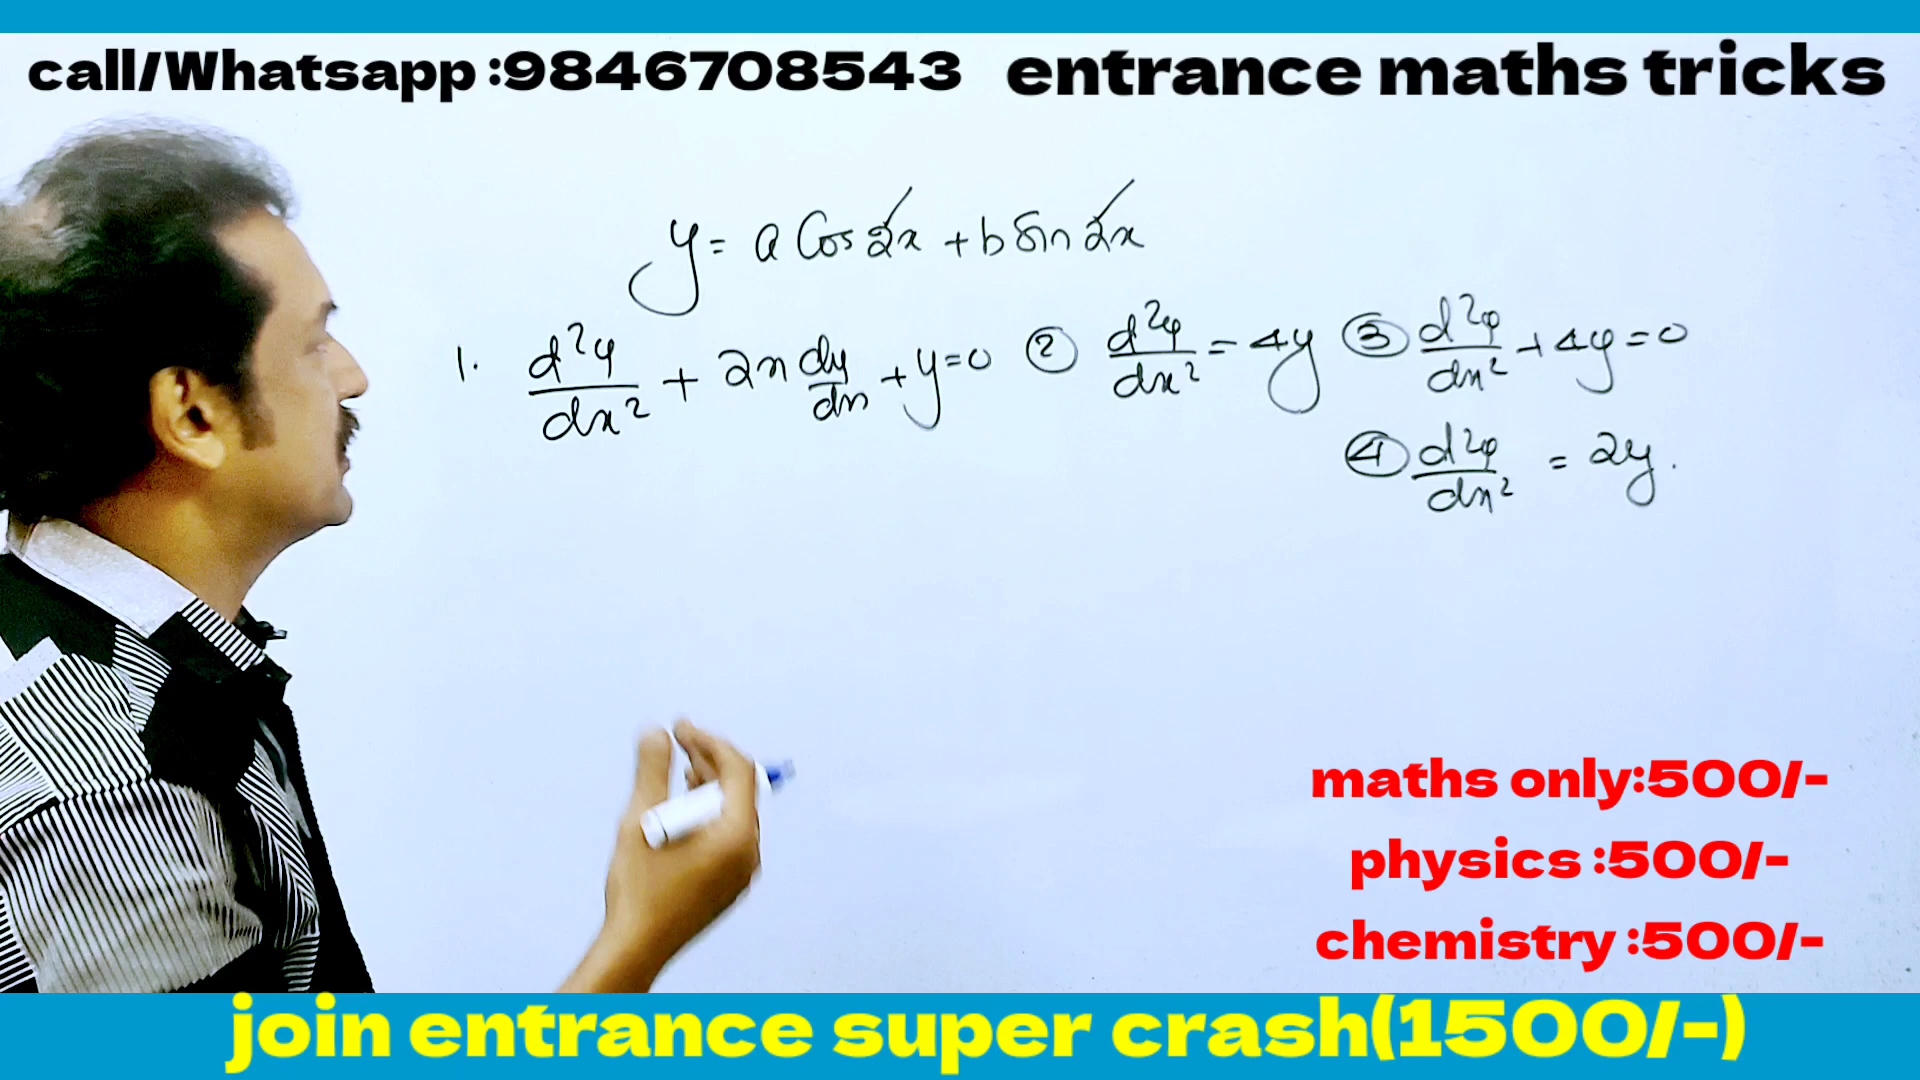 call/Whatsapp :9846708543 entrance maths tricks
y = a Cos 2x + b Sin 2x
1. d²y/dx² + 2x dy/dx + y = 0 ② d²y/dx² = 4y ③ d²y/dx² + 4y = 0
④ d²y/dx² = 2y.
maths only:500/-
physics :500/-
chemistry :500/-
join entrance super crash(1500/-)